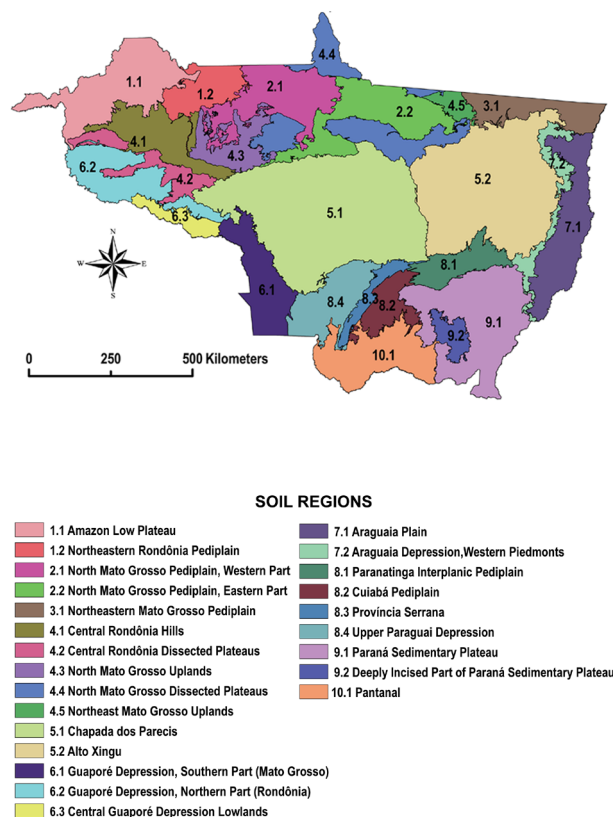 4.4
1.1
1.2
2.1
2.2
4.5
3.1
4.1
4.3
6.2
4.2
7.2
5.2
6.3
5.1
7.1
N
W E
S
8.1
6.1
8.4
8.3
8.2
9.1
9.2
10.1
0 250 500 Kilometers
SOIL REGIONS
1.1 Amazon Low Plateau
1.2 Northeastern Rondônia Pediplain
2.1 North Mato Grosso Pediplain, Western Part
2.2 North Mato Grosso Pediplain, Eastern Part
3.1 Northeastern Mato Grosso Pediplain
4.1 Central Rondônia Hills
4.2 Central Rondônia Dissected Plateaus
4.3 North Mato Grosso Uplands
4.4 North Mato Grosso Dissected Plateaus
4.5 Northeast Mato Grosso Uplands
5.1 Chapada dos Parecis
5.2 Alto Xingu
6.1 Guaporé Depression, Southern Part (Mato Grosso)
6.2 Guaporé Depression, Northern Part (Rondônia)
6.3 Central Guaporé Depression Lowlands
7.1 Araguaia Plain
7.2 Araguaia Depression,Western Piedmonts
8.1 Paranatinga Interplanic Pediplain
8.2 Cuiabá Pediplain
8.3 Província Serrana
8.4 Upper Paraguai Depression
9.1 Paraná Sedimentary Plateau
9.2 Deeply Incised Part of Paraná Sedimentary Plateau
10.1 Pantanal